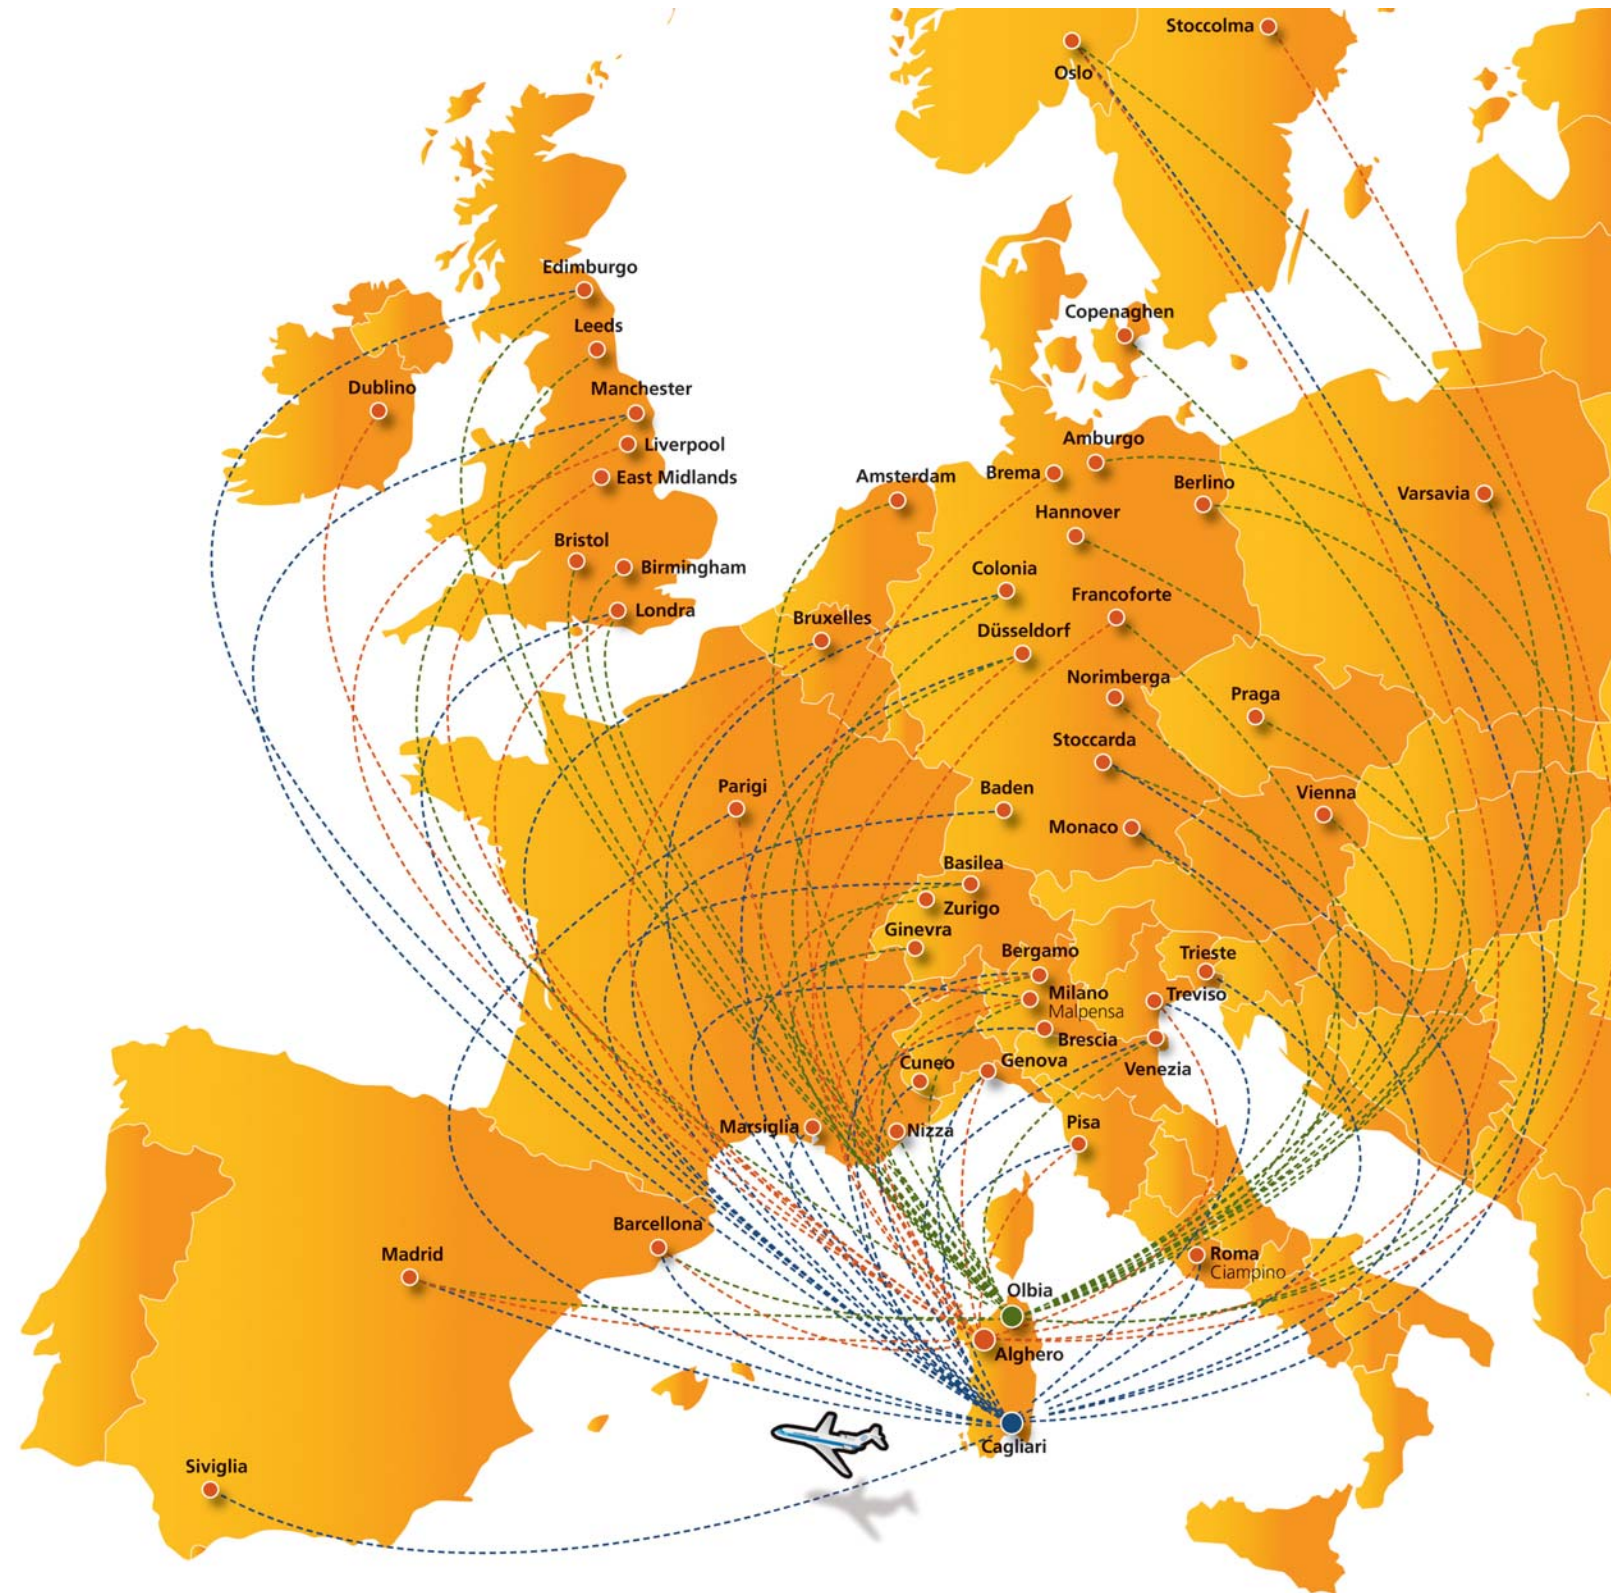 Stoccolma
Oslo
Edimburgo
Leeds
Copenaghen
Dublino
Manchester
Liverpool
East Midlands
Amburgo
Brema
Amsterdam
Berlino
Varsavia
Hannover
Bristol
Birmingham
Colonia
Francoforte
Londra
Bruxelles
Düsseldorf
Norimberga
Praga
Stoccarda
Parigi
Baden
Vienna
Monaco
Basilea
Zurigo
Ginevra
Bergamo
Trieste
Milano
Malpensa
Treviso
Brescia
Cuneo
Genova
Venezia
Marsiglia
Nizza
Pisa
Barcellona
Madrid
Roma
Ciampino
Olbia
Alghero
Cagliari
Siviglia